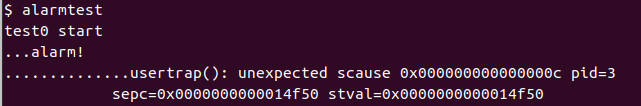 $ alarmtest
test0 start
...alarm!
..............usertrap(): unexpected scause 0x000000000000000c pid=3
sepc=0x0000000000014f50 stval=0x0000000000014f50